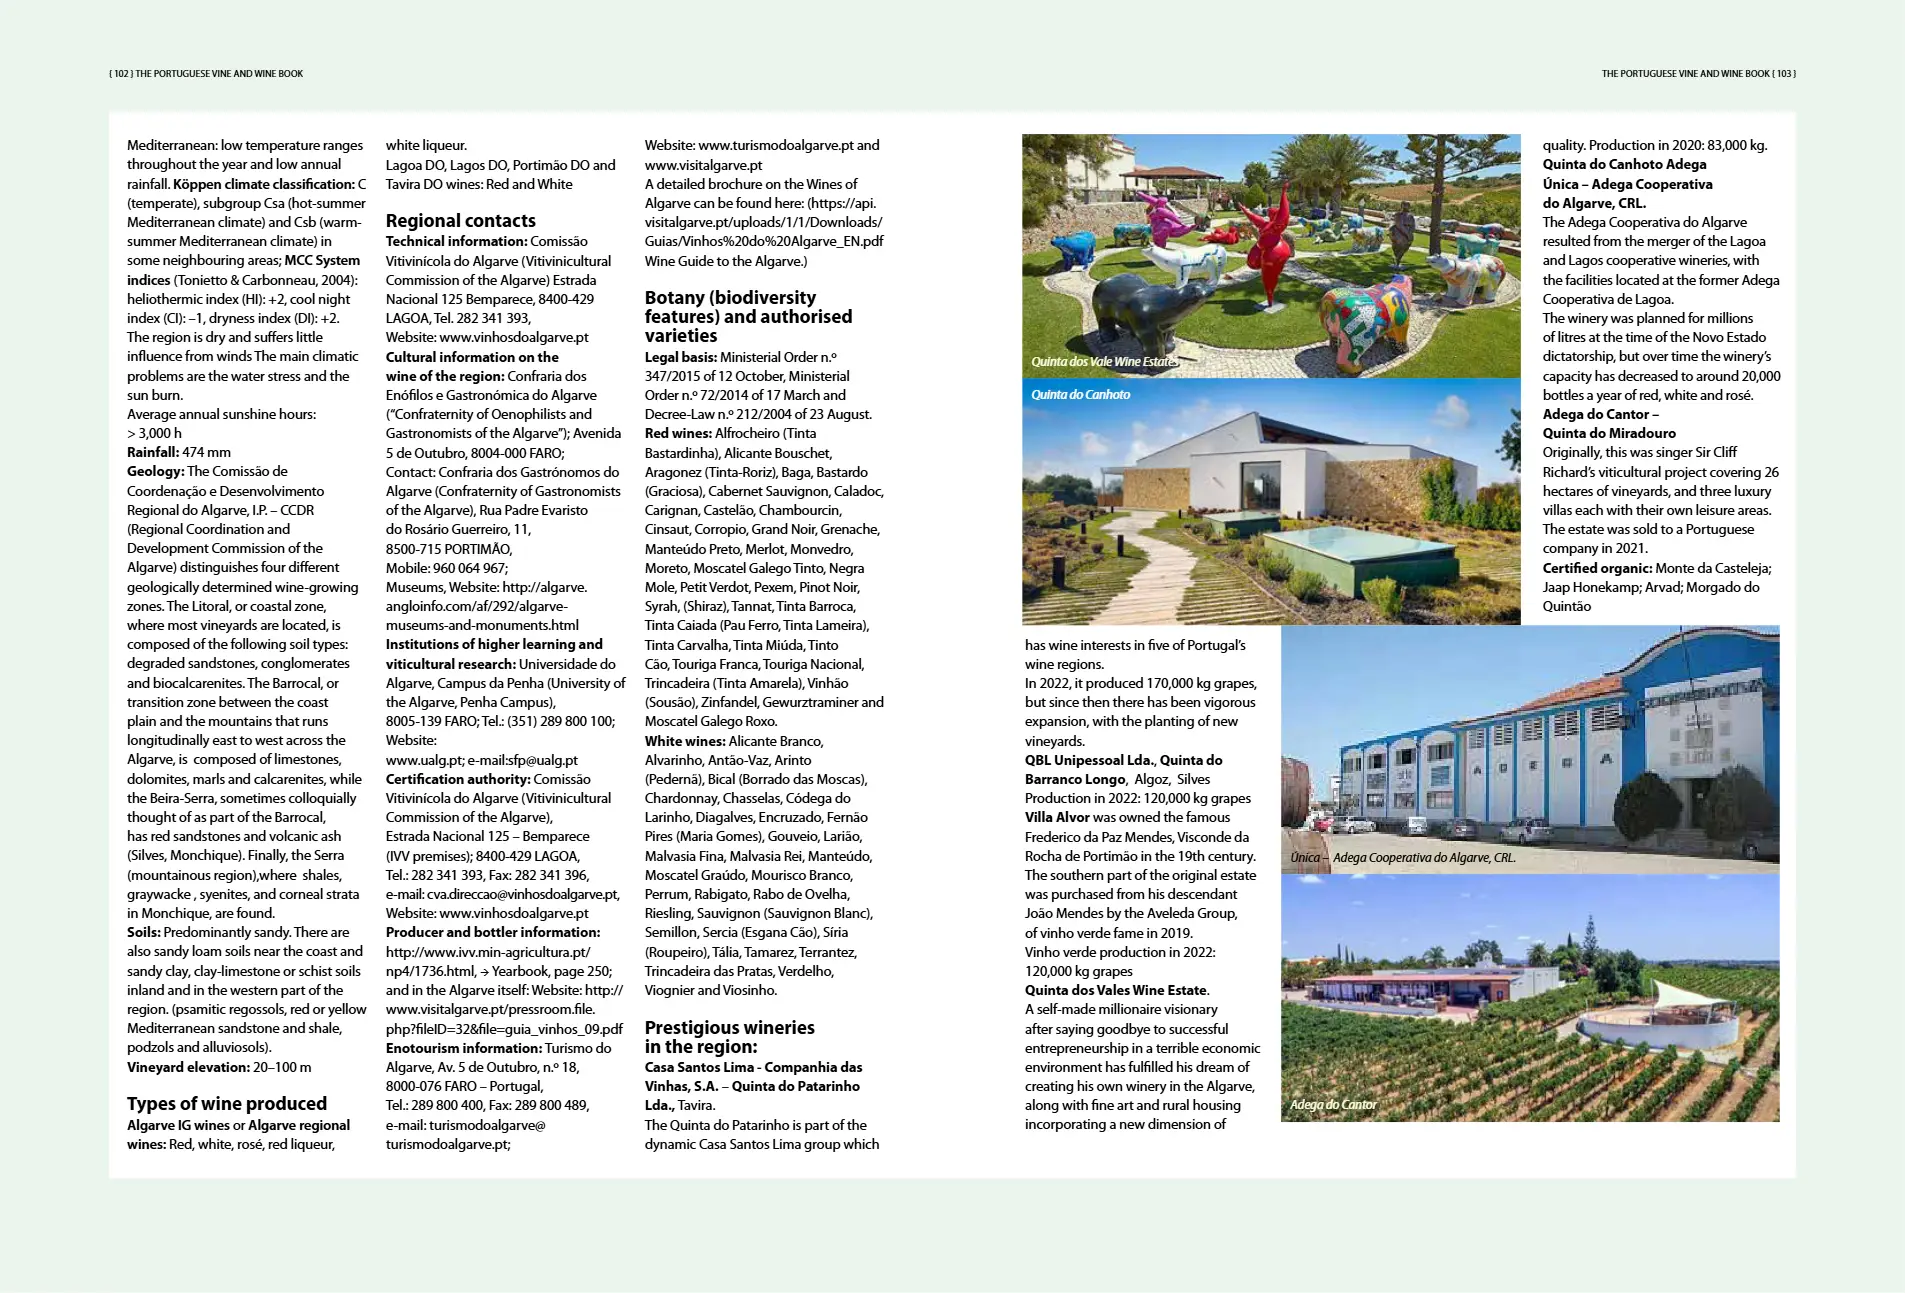 { 102 } THE PORTUGUESE VINE AND WINE BOOK
THE PORTUGUESE VINE AND WINE BOOK { 103 }
Mediterranean: low temperature ranges
throughout the year and low annual
rainfall. Köppen climate classification: C
(temperate), subgroup Csa (hot-summer
Mediterranean climate) and Csb (warm-
summer Mediterranean climate) in
some neighbouring areas; MCC System
indices (Tonietto & Carbonneau, 2004):
heliothermic index (HI): +2, cool night
index (CI): –1, dryness index (DI): +2.
The region is dry and suffers little
influence from winds The main climatic
problems are the water stress and the
sun burn.
Average annual sunshine hours:
> 3,000 h
Rainfall: 474 mm
Geology: The Comissão de
Coordenação e Desenvolvimento
Regional do Algarve, I.P. – CCDR
(Regional Coordination and
Development Commission of the
Algarve) distinguishes four different
geologically determined wine-growing
zones. The Litoral, or coastal zone,
where most vineyards are located, is
composed of the following soil types:
degraded sandstones, conglomerates
and biocalcarenites. The Barrocal, or
transition zone between the coast
plain and the mountains that runs
longitudinally east to west across the
Algarve, is composed of limestones,
dolomites, marls and calcarenites, while
the Beira-Serra, sometimes colloquially
thought of as part of the Barrocal,
has red sandstones and volcanic ash
(Silves, Monchique). Finally, the Serra
(mountainous region),where shales,
graywacke , syenites, and corneal strata
in Monchique, are found.
Soils: Predominantly sandy. There are
also sandy loam soils near the coast and
sandy clay, clay-limestone or schist soils
inland and in the western part of the
region. (psamitic regossols, red or yellow
Mediterranean sandstone and shale,
podzols and alluviosols).
Vineyard elevation: 20–100 m
Types of wine produced
Algarve IG wines or Algarve regional
wines: Red, white, rosé, red liqueur,
white liqueur.
Lagoa DO, Lagos DO, Portimão DO and
Tavira DO wines: Red and White
Regional contacts
Technical information: Comissão
Vitivinícola do Algarve (Vitivinicultural
Commission of the Algarve) Estrada
Nacional 125 Bemparece, 8400-429
LAGOA, Tel. 282 341 393,
Website: www.vinhosdoalgarve.pt
Cultural information on the
wine of the region: Confraria dos
Enófilos e Gastronómica do Algarve
("Confraternity of Oenophilists and
Gastronomists of the Algarve"); Avenida
5 de Outubro, 8004-000 FARO;
Contact: Confraria dos Gastrónomos do
Algarve (Confraternity of Gastronomists
of the Algarve), Rua Padre Evaristo
do Rosário Guerreiro, 11,
8500-715 PORTIMÃO,
Mobile: 960 064 967;
Museums, Website: http://algarve.
angloinfo.com/af/292/algarve-
museums-and-monuments.html
Institutions of higher learning and
viticultural research: Universidade do
Algarve, Campus da Penha (University of
the Algarve, Penha Campus),
8005-139 FARO; Tel.: (351) 289 800 100;
Website:
www.ualg.pt; e-mail:sfp@ualg.pt
Certification authority: Comissão
Vitivinícola do Algarve (Vitivinicultural
Commission of the Algarve),
Estrada Nacional 125 – Bemparece
(IVV premises); 8400-429 LAGOA,
Tel.: 282 341 393, Fax: 282 341 396,
e-mail: cva.direccao@vinhosdoalgarve.pt,
Website: www.vinhosdoalgarve.pt
Producer and bottler information:
http://www.ivv.min-agricultura.pt/
np4/1736.html, → Yearbook, page 250;
and in the Algarve itself: Website: http://
www.visitalgarve.pt/pressroom.file.
php?fileID=32&file=guia_vinhos_09.pdf
Enotourism information: Turismo do
Algarve, Av. 5 de Outubro, n.º 18,
8000-076 FARO – Portugal,
Tel.: 289 800 400, Fax: 289 800 489,
e-mail: turismodoalgarve@
turismodoalgarve.pt;
Website: www.turismodoalgarve.pt and
www.visitalgarve.pt
A detailed brochure on the Wines of
Algarve can be found here: (https://api.
visitalgarve.pt/uploads/1/1/Downloads/
Guias/Vinhos%20do%20Algarve_EN.pdf
Wine Guide to the Algarve.)
Botany (biodiversity
features) and authorised
varieties
Legal basis: Ministerial Order n.º
347/2015 of 12 October, Ministerial
Order n.º 72/2014 of 17 March and
Decree-Law n.º 212/2004 of 23 August.
Red wines: Alfrocheiro (Tinta
Bastardinha), Alicante Bouschet,
Aragonez (Tinta-Roriz), Baga, Bastardo
(Graciosa), Cabernet Sauvignon, Caladoc,
Carignan, Castelão, Chambourcin,
Cinsaut, Corropio, Grand Noir, Grenache,
Manteúdo Preto, Merlot, Monvedro,
Moreto, Moscatel Galego Tinto, Negra
Mole, Petit Verdot, Pexem, Pinot Noir,
Syrah, (Shiraz), Tannat, Tinta Barroca,
Tinta Caiada (Pau Ferro, Tinta Lameira),
Tinta Carvalha, Tinta Miúda, Tinto
Cão, Touriga Franca, Touriga Nacional,
Trincadeira (Tinta Amarela), Vinhão
(Sousão), Zinfandel, Gewurztraminer and
Moscatel Galego Roxo.
White wines: Alicante Branco,
Alvarinho, Antão-Vaz, Arinto
(Pedernã), Bical (Borrado das Moscas),
Chardonnay, Chasselas, Códega do
Larinho, Diagalves, Encruzado, Fernão
Pires (Maria Gomes), Gouveio, Larião,
Malvasia Fina, Malvasia Rei, Manteúdo,
Moscatel Graúdo, Mourisco Branco,
Perrum, Rabigato, Rabo de Ovelha,
Riesling, Sauvignon (Sauvignon Blanc),
Semillon, Sercia (Esgana Cão), Síria
(Roupeiro), Tália, Tamarez, Terrantez,
Trincadeira das Pratas, Verdelho,
Viognier and Viosinho.
Prestigious wineries
in the region:
Casa Santos Lima - Companhia das
Vinhas, S.A. – Quinta do Patarinho
Lda., Tavira.
The Quinta do Patarinho is part of the
dynamic Casa Santos Lima group which
Quinta dos Vale Wine Estates
Quinta do Canhoto
has wine interests in five of Portugal's
wine regions.
In 2022, it produced 170,000 kg grapes,
but since then there has been vigorous
expansion, with the planting of new
vineyards.
QBL Unipessoal Lda., Quinta do
Barranco Longo, Algoz, Silves
Production in 2022: 120,000 kg grapes
Villa Alvor was owned the famous
Frederico da Paz Mendes, Visconde da
Rocha de Portimão in the 19th century.
The southern part of the original estate
was purchased from his descendant
João Mendes by the Aveleda Group,
of vinho verde fame in 2019.
Vinho verde production in 2022:
120,000 kg grapes
Quinta dos Vales Wine Estate.
A self-made millionaire visionary
after saying goodbye to successful
entrepreneurship in a terrible economic
environment has fulfilled his dream of
creating his own winery in the Algarve,
along with fine art and rural housing
incorporating a new dimension of
quality. Production in 2020: 83,000 kg.
Quinta do Canhoto Adega
Única – Adega Cooperativa
do Algarve, CRL.
The Adega Cooperativa do Algarve
resulted from the merger of the Lagoa
and Lagos cooperative wineries, with
the facilities located at the former Adega
Cooperativa de Lagoa.
The winery was planned for millions
of litres at the time of the Novo Estado
dictatorship, but over time the winery's
capacity has decreased to around 20,000
bottles a year of red, white and rosé.
Adega do Cantor –
Quinta do Miradouro
Originally, this was singer Sir Cliff
Richard's viticultural project covering 26
hectares of vineyards, and three luxury
villas each with their own leisure areas.
The estate was sold to a Portuguese
company in 2021.
Certified organic: Monte da Casteleja;
Jaap Honekamp; Arvad; Morgado do
Quintão
ADEGA
Única – Adega Cooperativa do Algarve, CRL.
Adega do Cantor